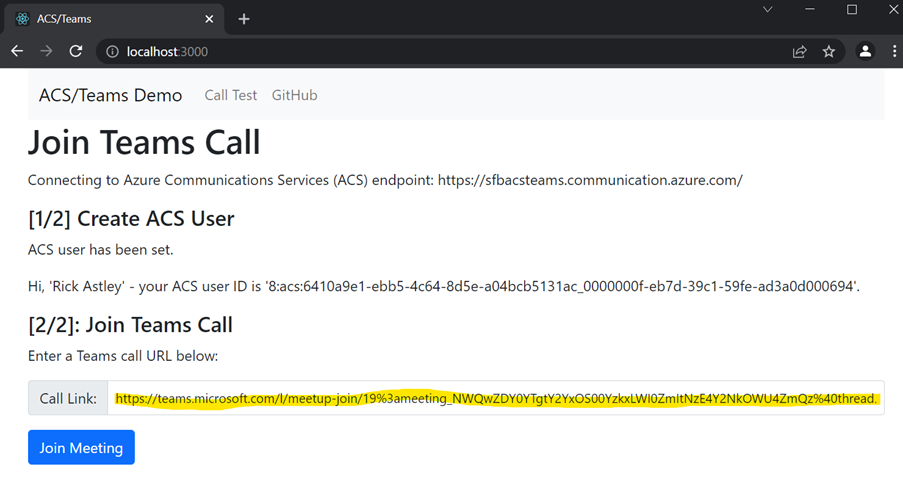 ACS/Teams
localhost:3000
ACS/Teams Demo Call Test GitHub
Join Teams Call
Connecting to Azure Communications Services (ACS) endpoint: https://sfbacsteams.communication.azure.com/
[1/2] Create ACS User
ACS user has been set.
Hi, 'Rick Astley' - your ACS user ID is '8:acs:6410a9e1-ebb5-4c64-8d5e-a04bcb5131ac_0000000f-eb7d-39c1-59fe-ad3a0d000694'.
[2/2]: Join Teams Call
Enter a Teams call URL below:
Call Link: https://teams.microsoft.com/l/meetup-join/19%3ameeting_NWQwZDY0YTgtY2YxOS00YzkxLWI0ZmItNzE4Y2NkOWU4ZmQz%40thread.
Join Meeting